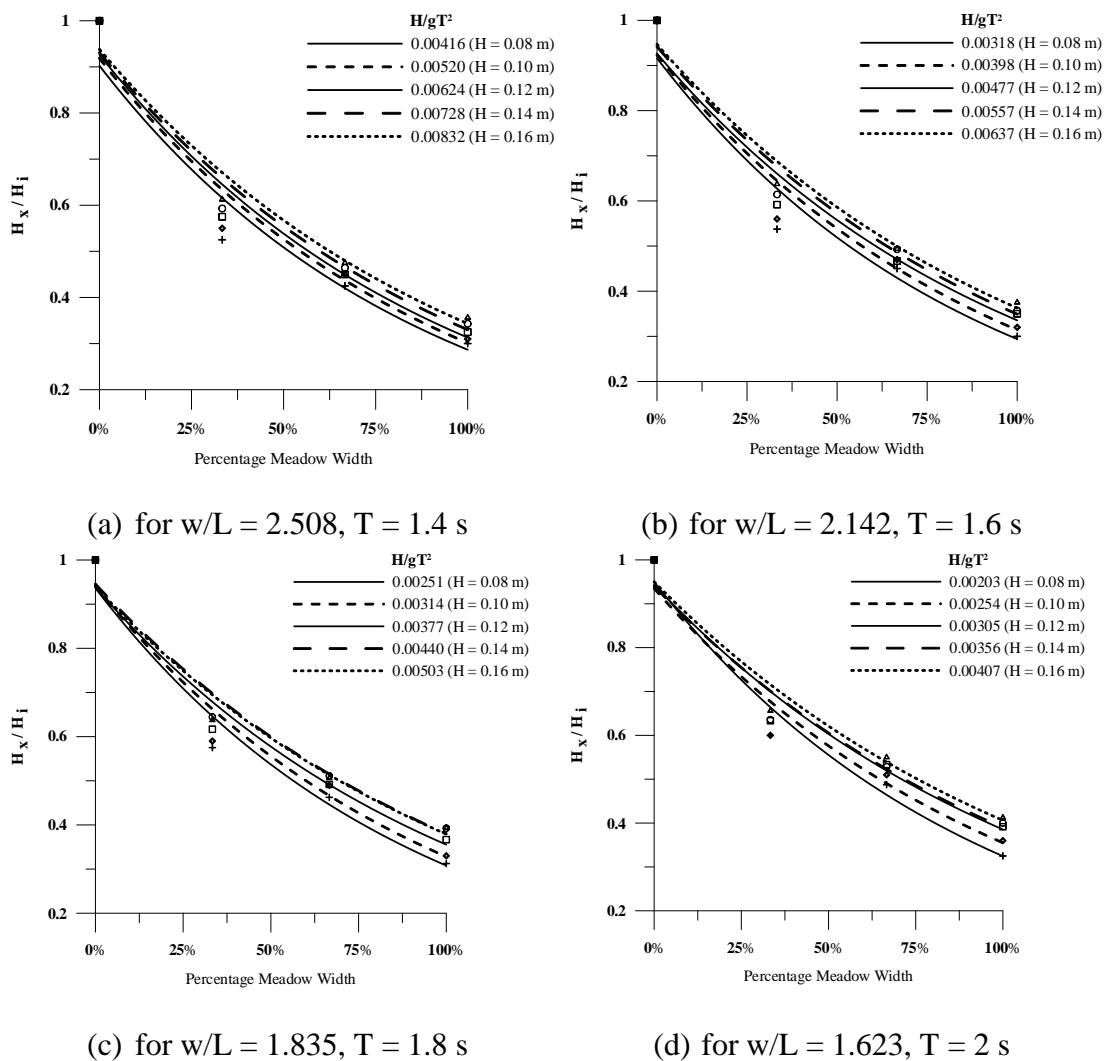 H/gT²
0.00416 (H = 0.08 m)
0.00520 (H = 0.10 m)
0.00624 (H = 0.12 m)
0.00728 (H = 0.14 m)
0.00832 (H = 0.16 m)
1
0.8
0.6
0.4
0.2
H x / H i
0% 25% 50% 75% 100%
Percentage Meadow Width
(a) for w/L = 2.508, T = 1.4 s
H/gT²
0.00318 (H = 0.08 m)
0.00398 (H = 0.10 m)
0.00477 (H = 0.12 m)
0.00557 (H = 0.14 m)
0.00637 (H = 0.16 m)
1
0.8
0.6
0.4
0.2
H x / H i
0% 25% 50% 75% 100%
Percentage Meadow Width
(b) for w/L = 2.142, T = 1.6 s
H/gT²
0.00251 (H = 0.08 m)
0.00314 (H = 0.10 m)
0.00377 (H = 0.12 m)
0.00440 (H = 0.14 m)
0.00503 (H = 0.16 m)
1
0.8
0.6
0.4
0.2
H x / H i
0% 25% 50% 75% 100%
Percentage Meadow Width
(c) for w/L = 1.835, T = 1.8 s
H/gT²
0.00203 (H = 0.08 m)
0.00254 (H = 0.10 m)
0.00305 (H = 0.12 m)
0.00356 (H = 0.14 m)
0.00407 (H = 0.16 m)
1
0.8
0.6
0.4
0.2
H x / H i
0% 25% 50% 75% 100%
Percentage Meadow Width
(d) for w/L = 1.623, T = 2 s